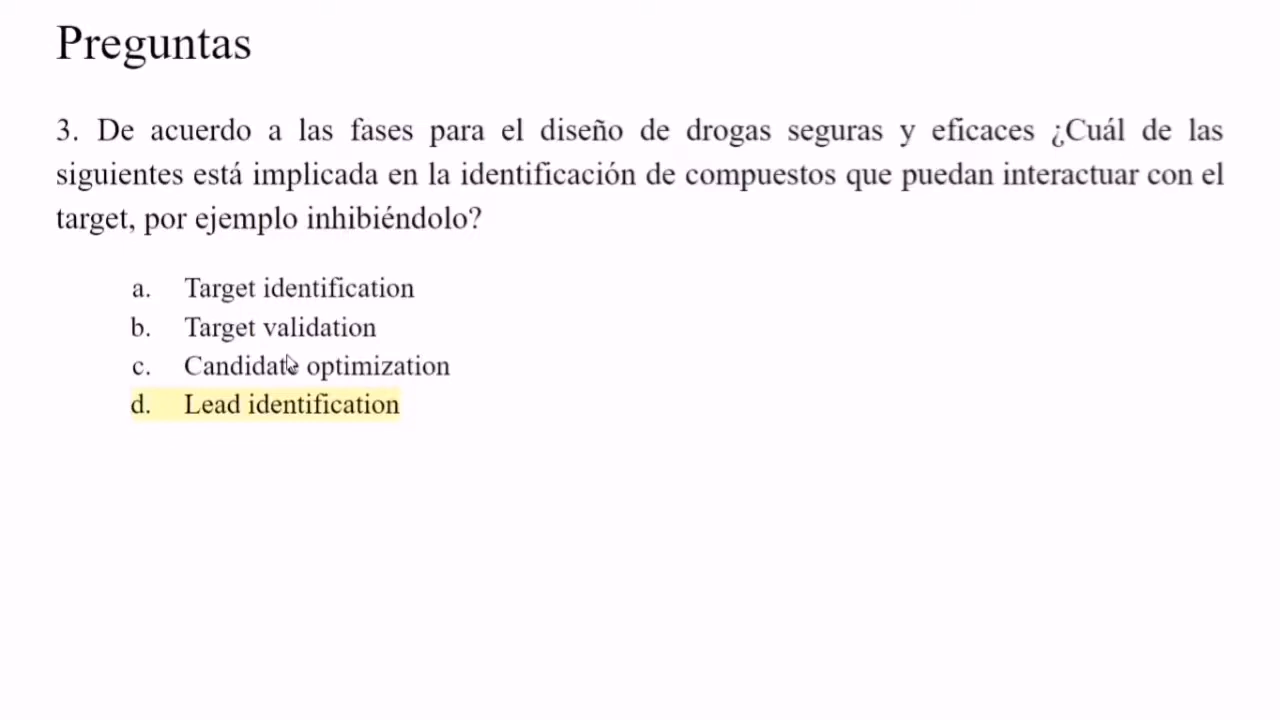 Preguntas
3. De acuerdo a las fases para el diseño de drogas seguras y eficaces ¿Cuál de las
siguientes está implicada en la identificación de compuestos que puedan interactuar con el
target, por ejemplo inhibiéndolo?
a. Target identification
b. Target validation
c. Candidate optimization
d. Lead identification